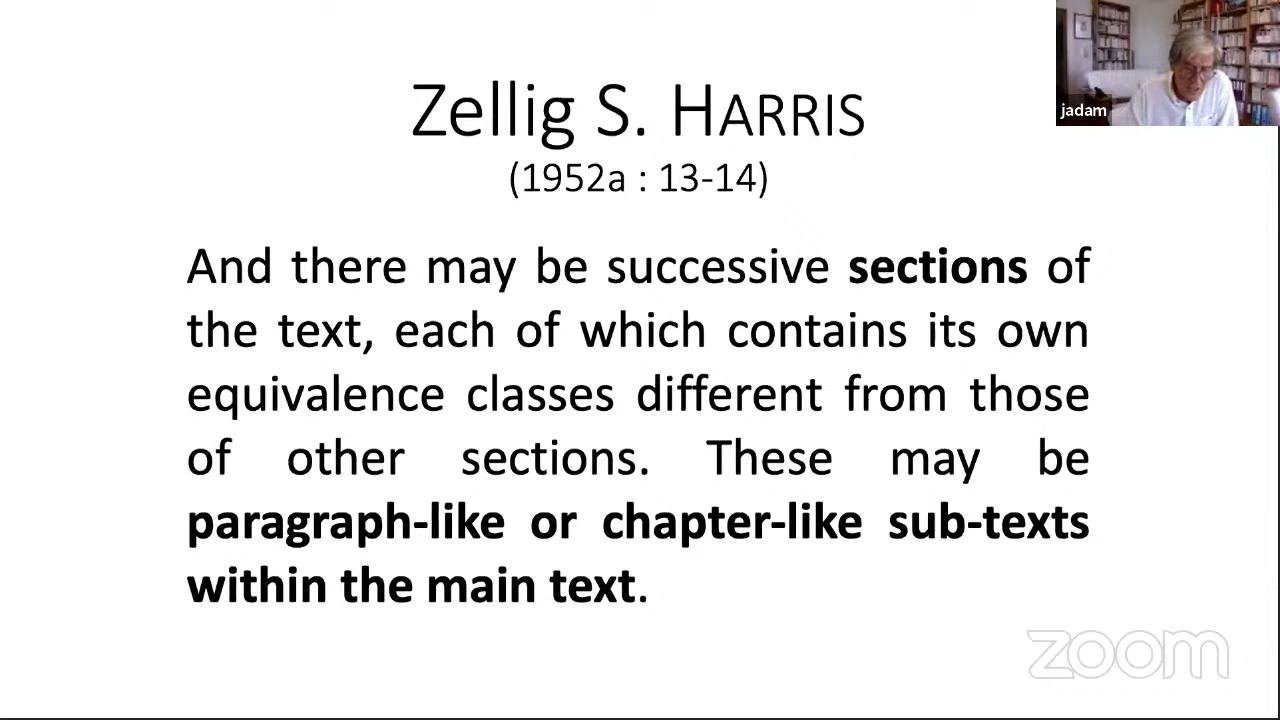 jadam
Zellig S. HARRIS
(1952a : 13-14)
And there may be successive sections of
the text, each of which contains its own
equivalence classes different from those
of other sections. These may be
paragraph-like or chapter-like sub-texts
within the main text.
zoom